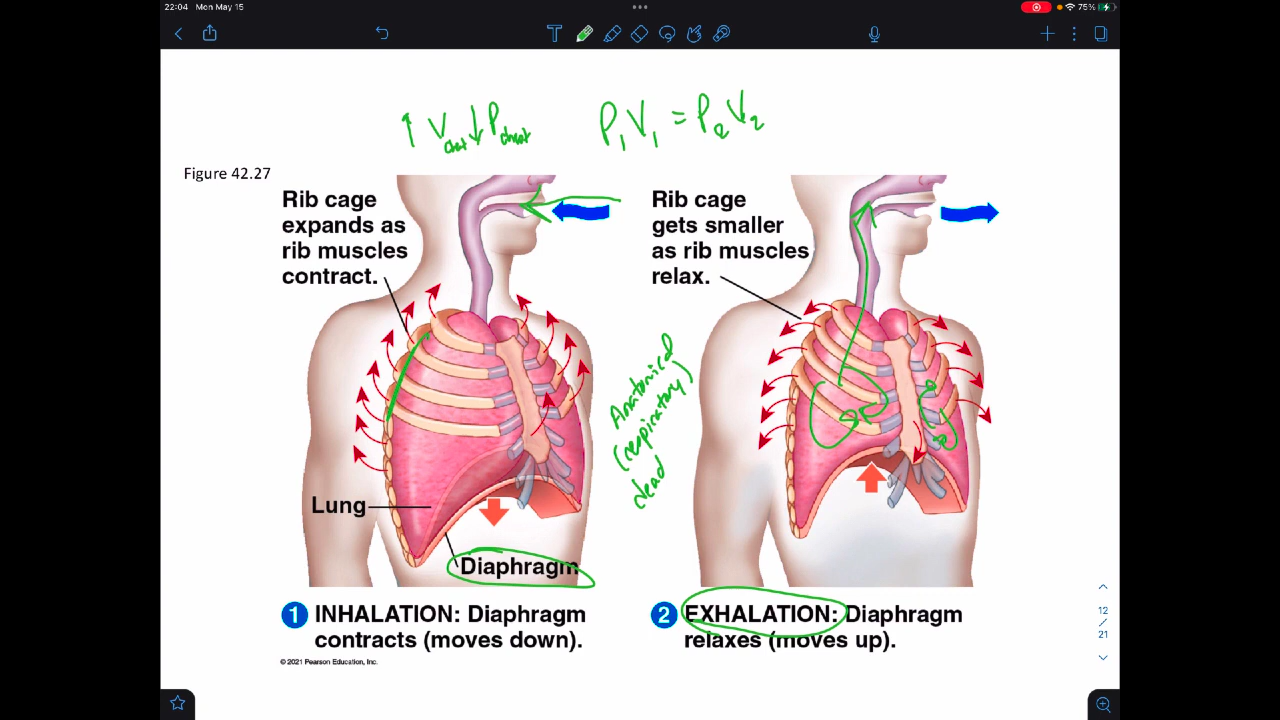 22:04 Mon May 15
75%
↑ V chest ↓ P chest
P₁V₁ = P₂V₂
Figure 42.27
Rib cage
expands as
rib muscles
contract.
Rib cage
gets smaller
as rib muscles
relax.
Anatomical
(respiratory)
dead
Lung
Diaphragm
1 INHALATION: Diaphragm
contracts (moves down).
2 EXHALATION: Diaphragm
relaxes (moves up).
© 2021 Pearson Education, Inc.
12
/
21